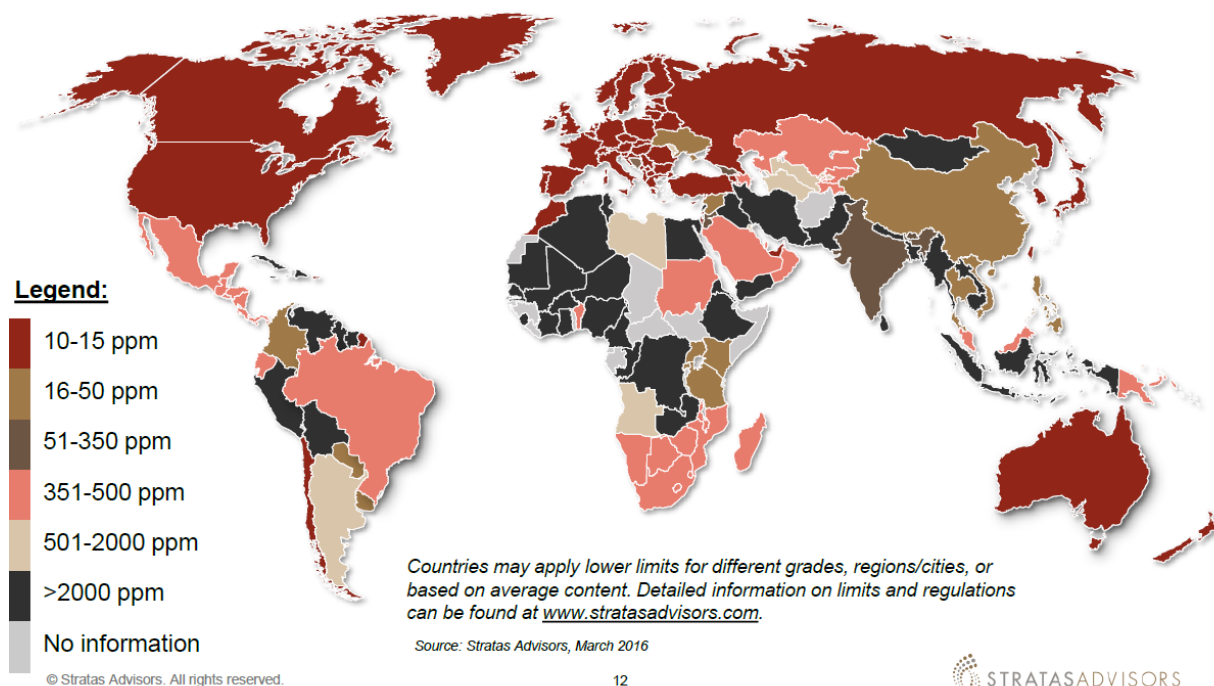 Legend:
10-15 ppm
16-50 ppm
51-350 ppm
351-500 ppm
501-2000 ppm
>2000 ppm
No information
Countries may apply lower limits for different grades, regions/cities, or
based on average content. Detailed information on limits and regulations
can be found at www.stratasadvisors.com.
Source: Stratas Advisors, March 2016
© Stratas Advisors. All rights reserved.
12
STRATASADVISORS